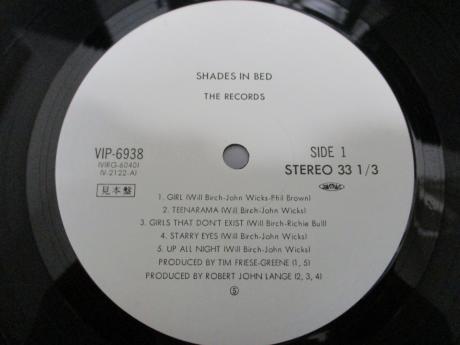 SHADES IN BED
THE RECORDS
VIP-6938
(VIRG-6040)
(V-2122-A)
見本盤
SIDE 1
STEREO 33 1/3
1. GIRL (Will Birch-John Wicks-Phil Brown)
2. TEENARAMA (Will Birch-John Wicks)
3. GIRLS THAT DON'T EXIST (Will Birch-Richie Bull)
4. STARRY EYES (Will Birch-John Wicks)
5. UP ALL NIGHT (Will Birch-John Wicks)
PRODUCED BY TIM FRIESE-GREENE (1, 5)
PRODUCED BY ROBERT JOHN LANGE (2, 3, 4)
Ⓢ